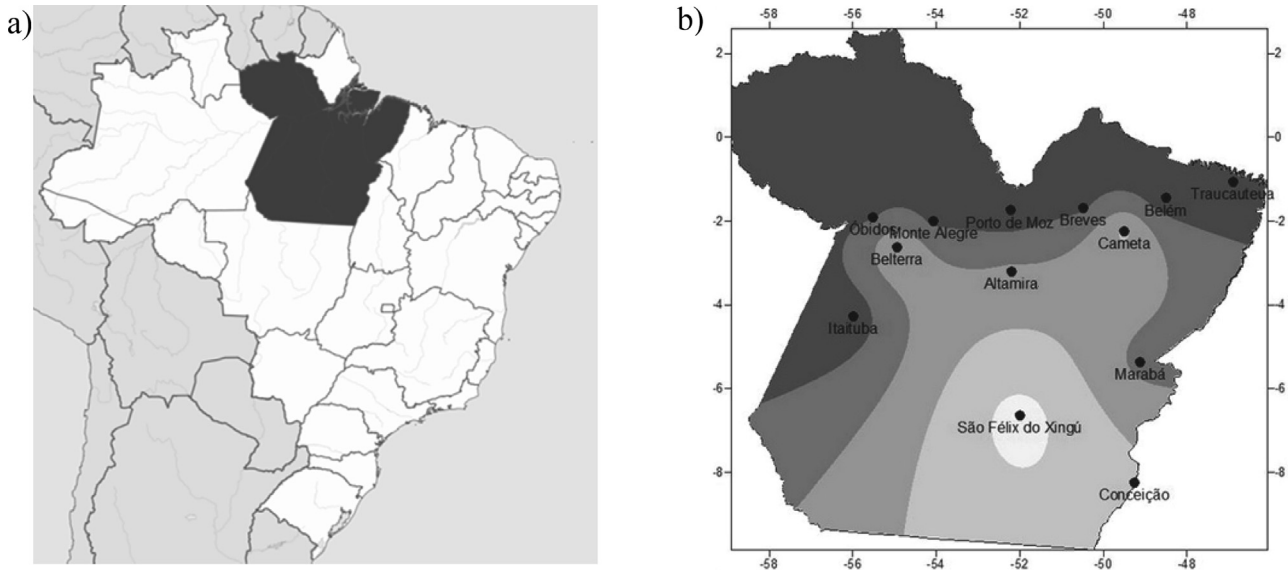 a)
b)
-58 -56 -54 -52 -50 -48
2 2
0 0
-2 -2
-4 -4
-6 -6
-8 -8
Traucauteua
Belém
Breves
Porto de Moz
Óbidos
Monte Alegre
Cameta
Belterra
Altamira
Itaituba
Marabá
São Félix do Xingú
Conceição
-58 -56 -54 -52 -50 -48